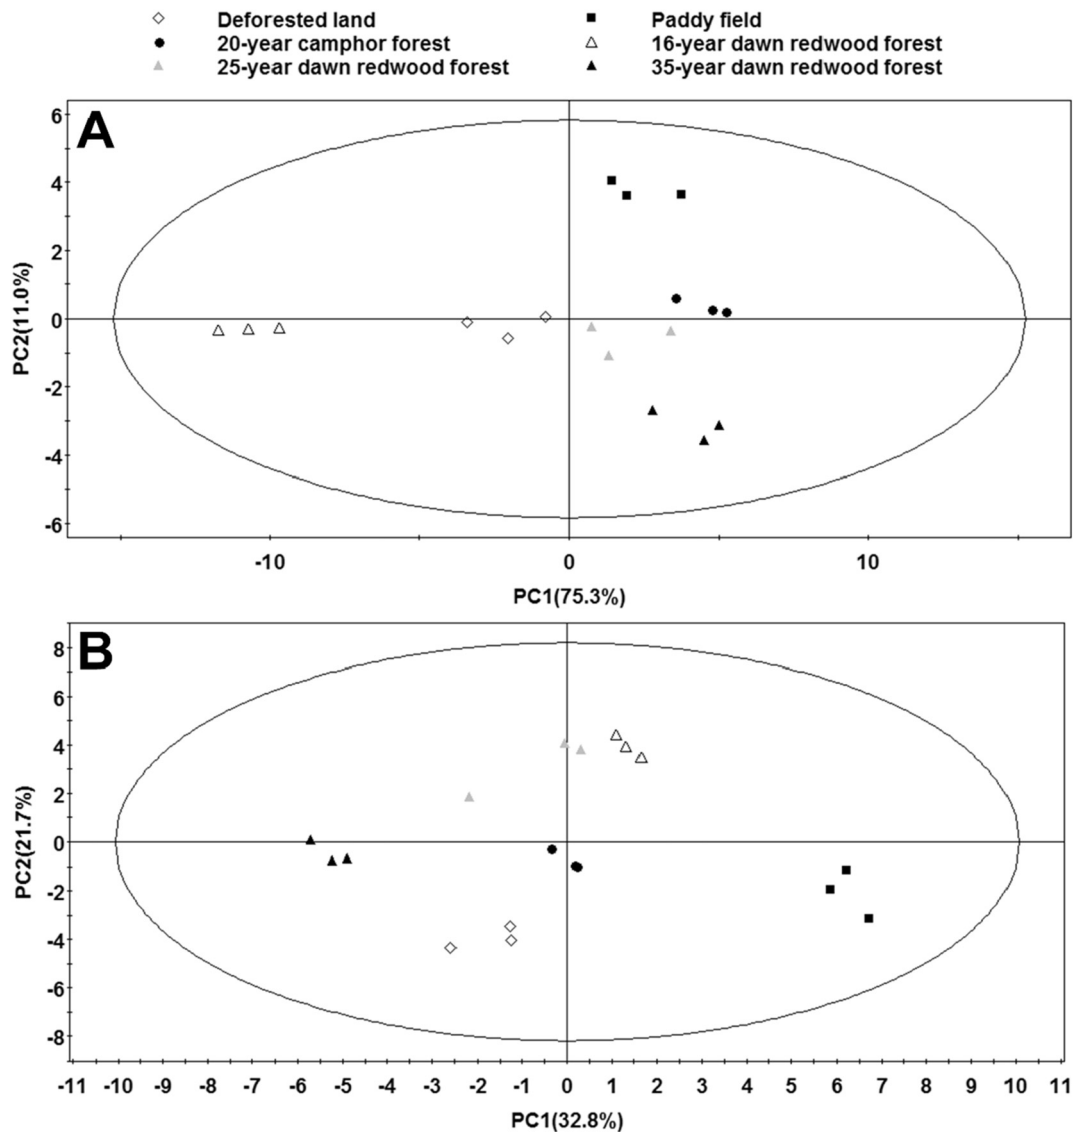 Deforested land
Paddy field
20-year camphor forest
16-year dawn redwood forest
25-year dawn redwood forest
35-year dawn redwood forest
A
6
4
2
0
-2
-4
-6
PC2(11.0%)
-10 0 10
PC1(75.3%)
B
8
6
4
2
0
-2
-4
-6
-8
PC2(21.7%)
-11 -10 -9 -8 -7 -6 -5 -4 -3 -2 -1 0 1 2 3 4 5 6 7 8 9 10 11
PC1(32.8%)